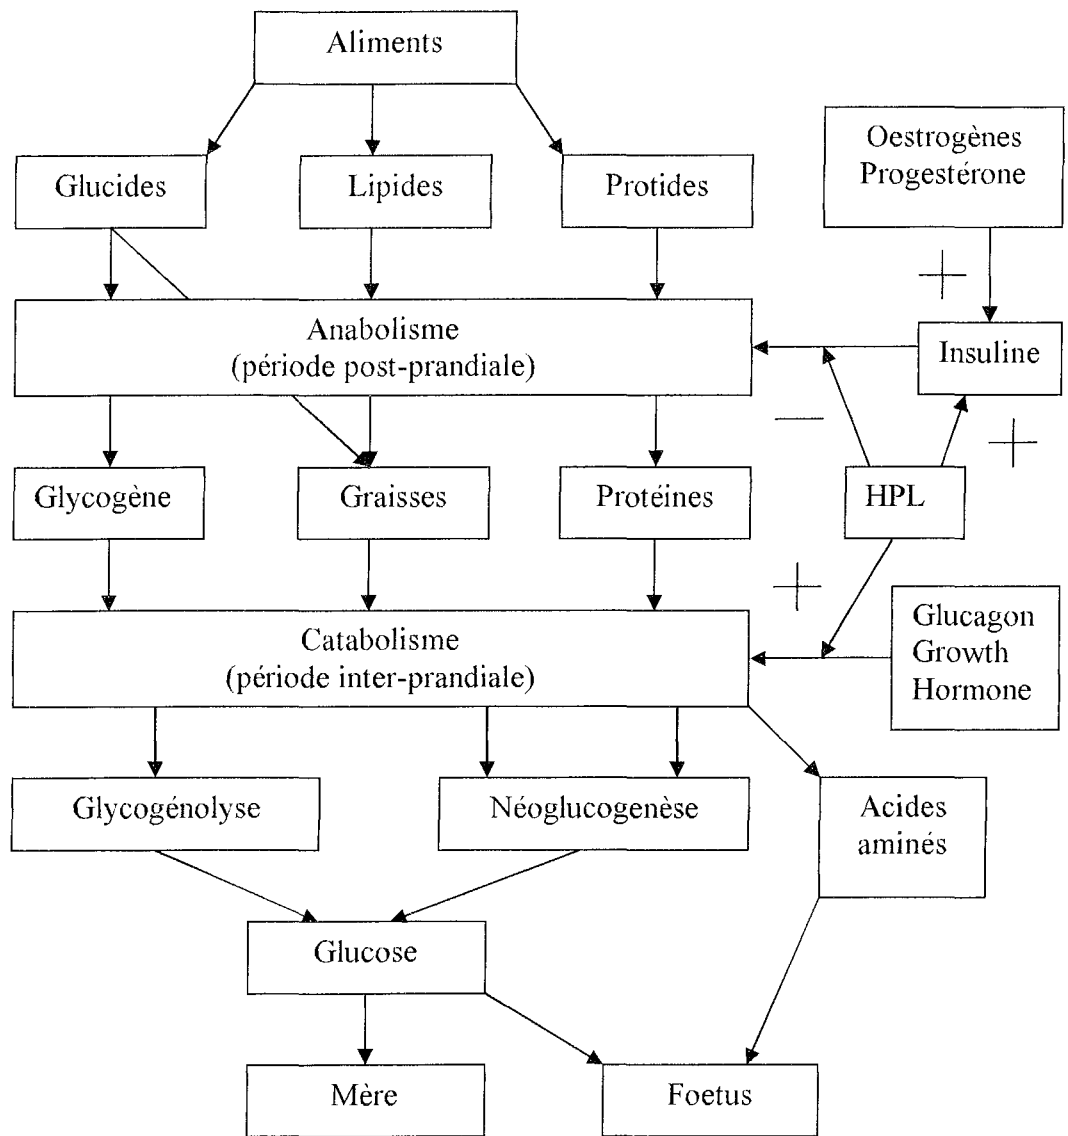 Aliments
Oestrogènes
Progestérone
Glucides
Lipides
Protides
+
Anabolisme
(période post-prandiale)
Insuline
—
+
Glycogène
Graisses
Protéines
HPL
+
Catabolisme
(période inter-prandiale)
Glucagon
Growth
Hormone
Glycogénolyse
Néoglucogenèse
Acides
aminés
Glucose
Mère
Foetus